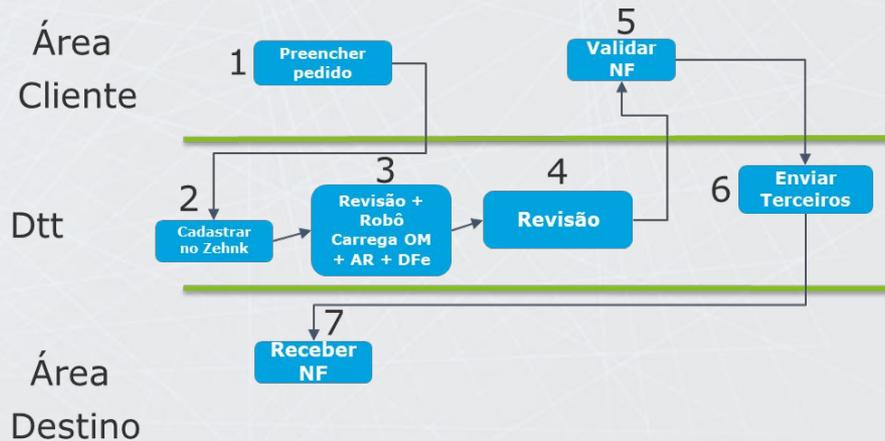 Área
Cliente
1
Preencher
pedido
5
Validar
NF
Dtt
2
Cadastrar
no Zehnk
3
Revisão +
Robô
Carrega OM
+ AR + DFe
4
Revisão
6
Enviar
Terceiros
Área
Destino
7
Receber
NF